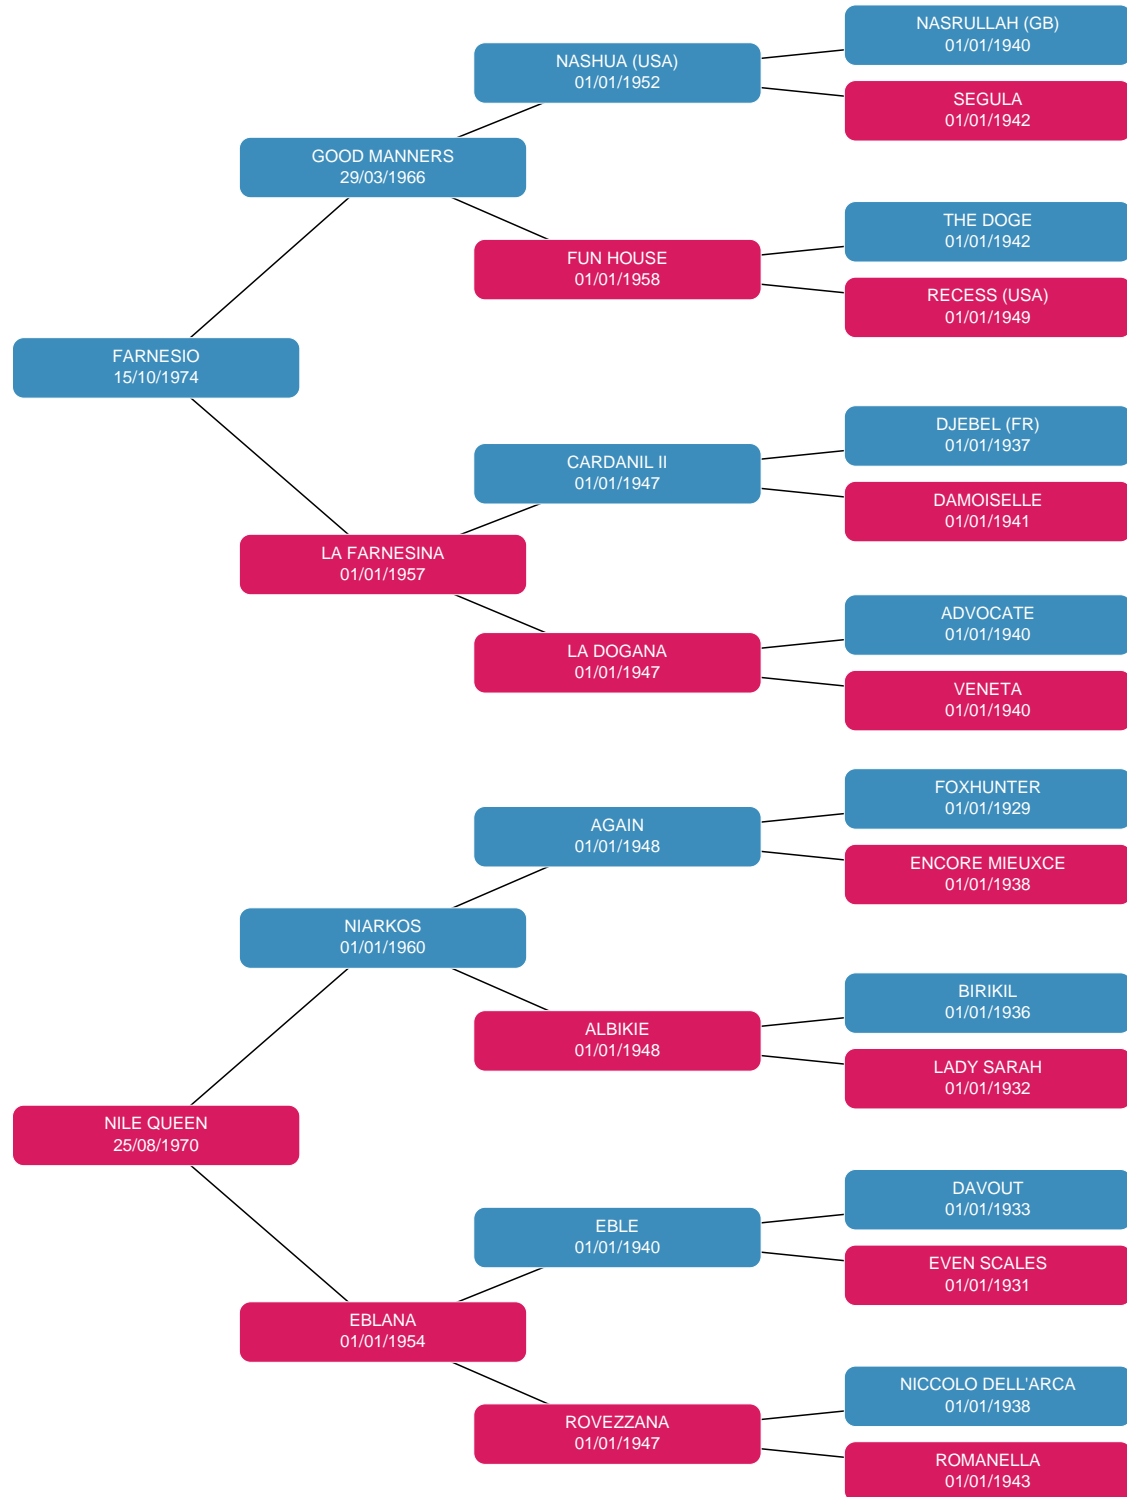 NASRULLAH (GB)
01/01/1940
NASHUA (USA)
01/01/1952
SEGULA
01/01/1942
GOOD MANNERS
29/03/1966
THE DOGE
01/01/1942
FUN HOUSE
01/01/1958
RECESS (USA)
01/01/1949
FARNESIO
15/10/1974
DJEBEL (FR)
01/01/1937
CARDANIL II
01/01/1947
DAMOISELLE
01/01/1941
LA FARNESINA
01/01/1957
ADVOCATE
01/01/1940
LA DOGANA
01/01/1947
VENETA
01/01/1940
FOXHUNTER
01/01/1929
AGAIN
01/01/1948
ENCORE MIEUXCE
01/01/1938
NIARKOS
01/01/1960
BIRIKIL
01/01/1936
ALBIKIE
01/01/1948
LADY SARAH
01/01/1932
NILE QUEEN
25/08/1970
DAVOUT
01/01/1933
EBLE
01/01/1940
EVEN SCALES
01/01/1931
EBLANA
01/01/1954
NICCOLO DELL'ARCA
01/01/1938
ROVEZZANA
01/01/1947
ROMANELLA
01/01/1943